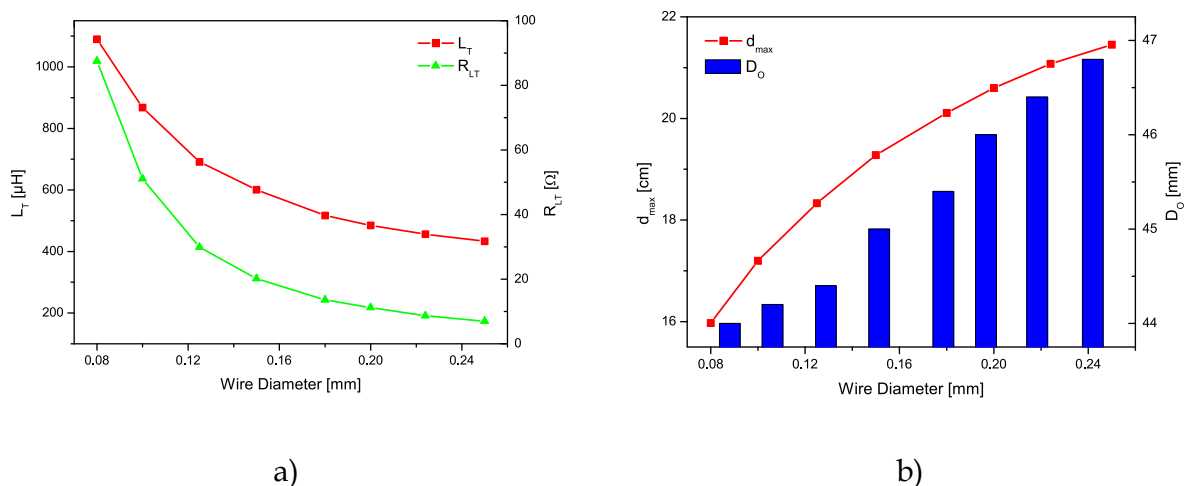 1000
800
600
400
200
L_T [µH]
0.08
0.12
0.16
0.20
0.24
Wire Diameter [mm]
100
80
60
40
20
0
R_LT [Ω]
L_T
R_LT
a)
22
20
18
16
d_max [cm]
0.08
0.12
0.16
0.20
0.24
Wire Diameter [mm]
47
46
45
44
D_O [mm]
d_max
D_O
b)